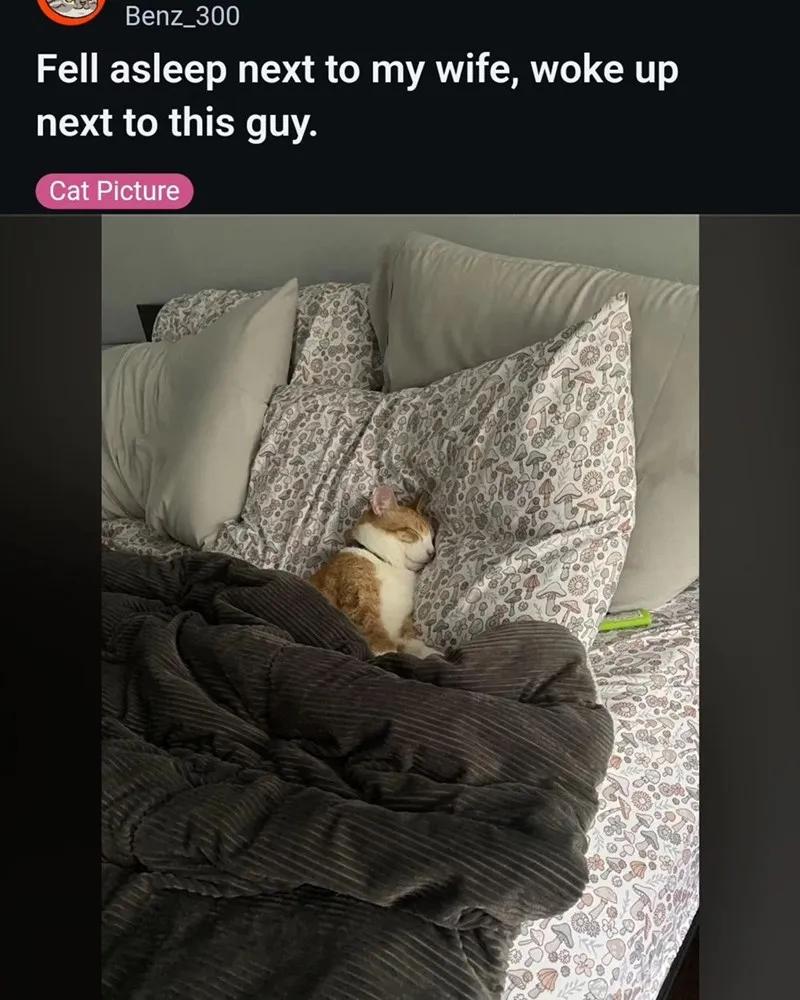 Benz_300
Fell asleep next to my wife, woke up
next to this guy.
Cat Picture